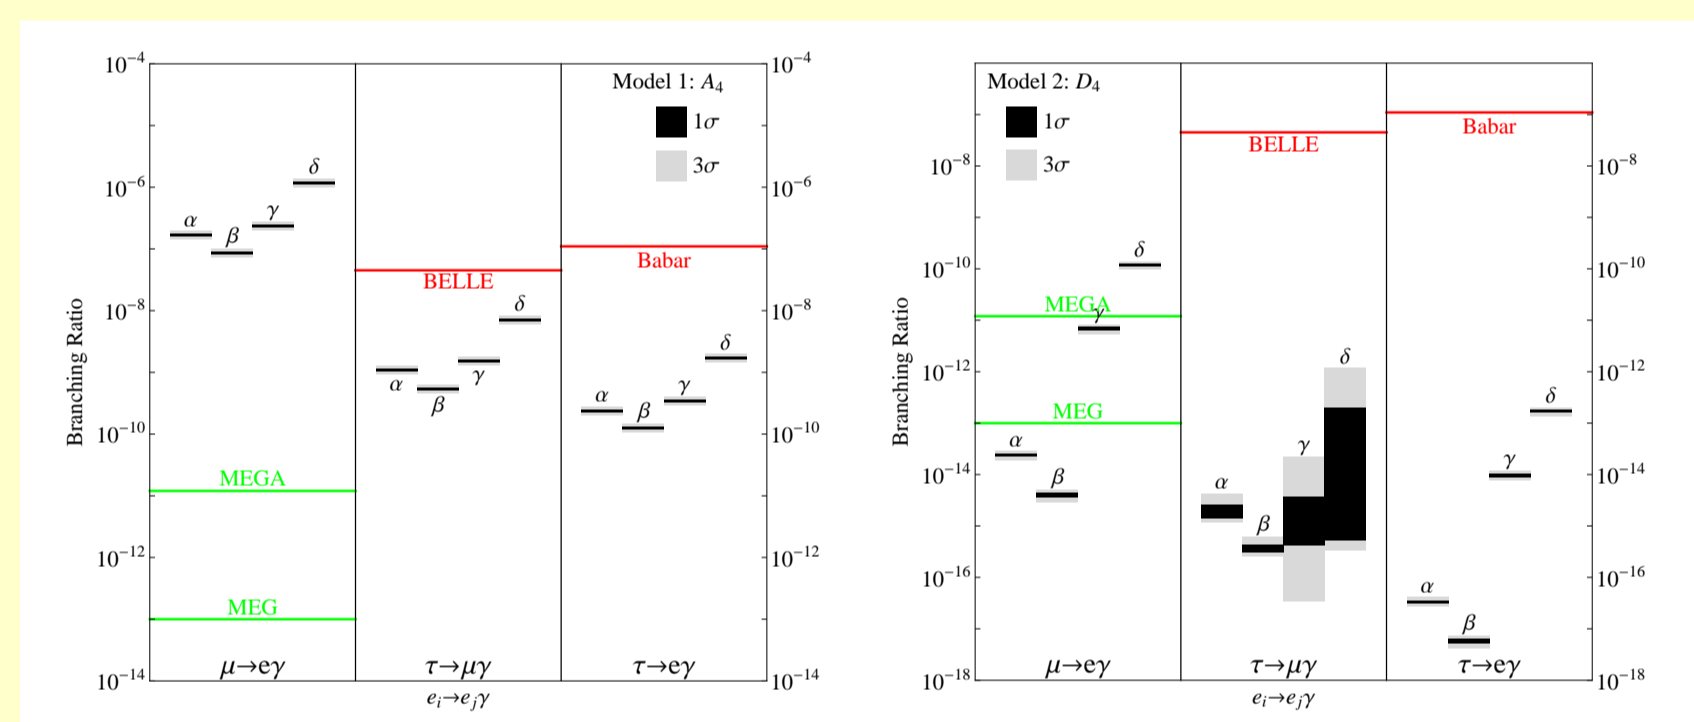 10⁻⁴
10⁻⁶
10⁻⁸
10⁻¹⁰
10⁻¹²
10⁻¹⁴
Branching Ratio
α
β
γ
δ
MEGA
MEG
μ→eγ
BELLE
α
β
γ
δ
τ→μγ
Model 1: A₄
1σ
3σ
Babar
α
β
γ
δ
τ→eγ
10⁻⁴
10⁻⁶
10⁻⁸
10⁻¹⁰
10⁻¹²
10⁻¹⁴
eᵢ→eⱼγ
10⁻⁸
10⁻¹⁰
10⁻¹²
10⁻¹⁴
10⁻¹⁶
10⁻¹⁸
Branching Ratio
Model 2: D₄
1σ
3σ
δ
MEGA
γ
MEG
α
β
μ→eγ
BELLE
δ
γ
α
β
τ→μγ
Babar
δ
γ
α
β
τ→eγ
10⁻⁸
10⁻¹⁰
10⁻¹²
10⁻¹⁴
10⁻¹⁶
10⁻¹⁸
eᵢ→eⱼγ